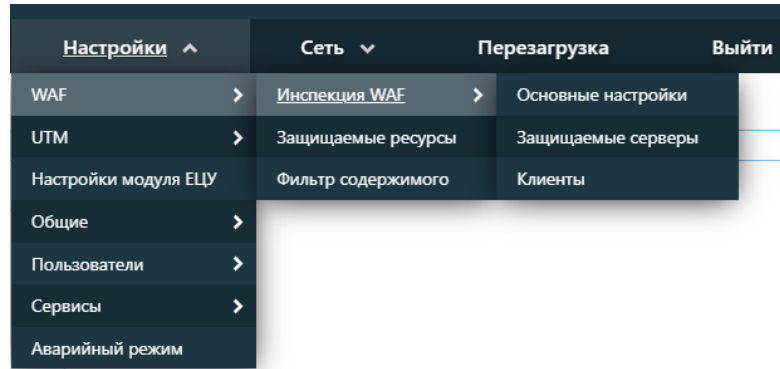 Настройки Сеть Перезагрузка Выйти
WAF Инспекция WAF Основные настройки
UTM Защищаемые ресурсы Защищаемые серверы
Настройки модуля ЕЦУ Фильтр содержимого Клиенты
Общие
Пользователи
Сервисы
Аварийный режим